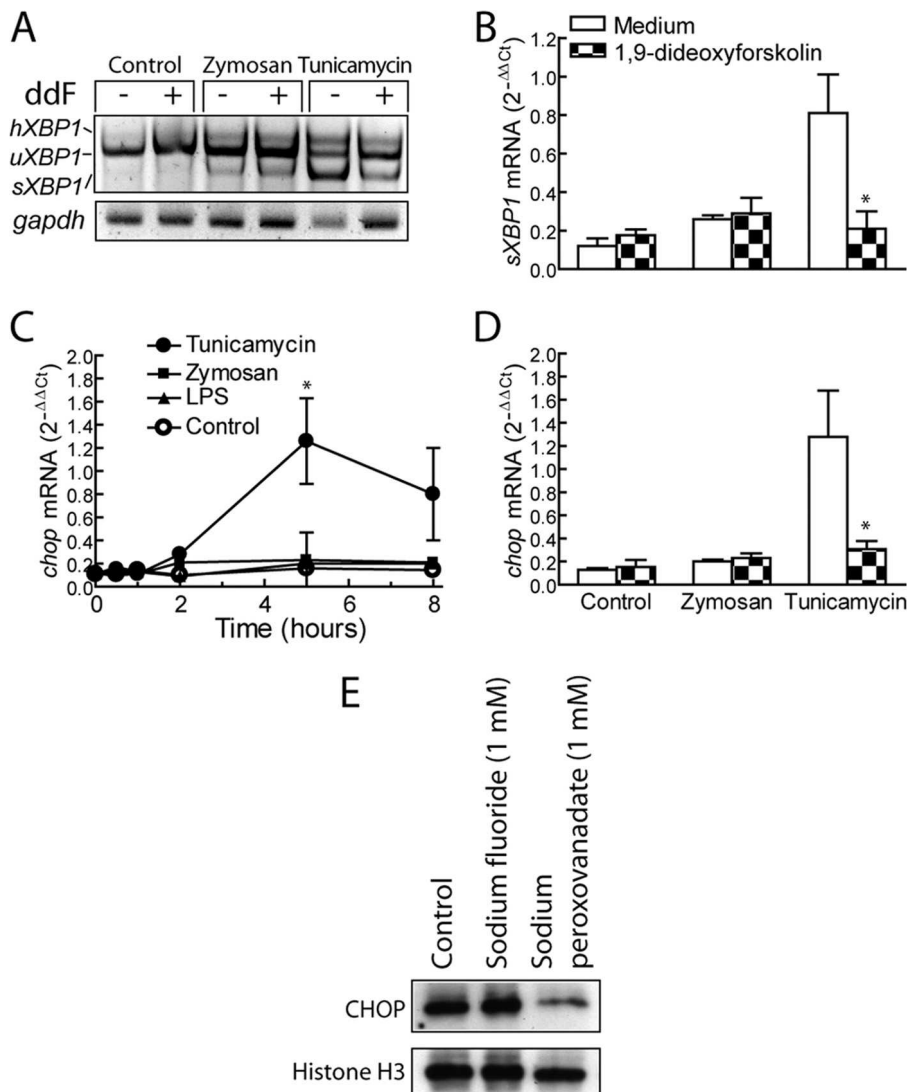 A
Control Zymosan Tunicamycin
ddF - + - + - +
hXBP1
uXBP1
sXBP1
gapdh
B
Medium
1,9-dideoxyforskolin
sXBP1 mRNA (2-ΔΔCt)
1.2
1.0
0.8
0.6
0.4
0.2
0.0
*
C
Tunicamycin
Zymosan
LPS
Control
chop mRNA (2-ΔΔCt)
2.0
1.8
1.6
1.4
1.2
1.0
0.8
0.6
0.4
0.2
0.0
*
0 2 4 6 8
Time (hours)
D
chop mRNA (2-ΔΔCt)
2.0
1.8
1.6
1.4
1.2
1.0
0.8
0.6
0.4
0.2
0.0
*
Control Zymosan Tunicamycin
E
Control
Sodium fluoride (1 mM)
Sodium
peroxovanadate (1 mM)
CHOP
Histone H3